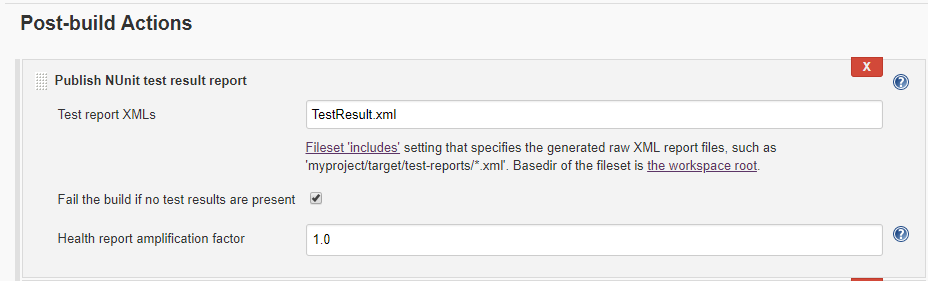 Post-build Actions
X
Publish NUnit test result report
?
Test report XMLs
TestResult.xml
Fileset 'includes' setting that specifies the generated raw XML report files, such as
'myproject/target/test-reports/*.xml'. Basedir of the fileset is the workspace root.
Fail the build if no test results are present
Health report amplification factor
1.0
?